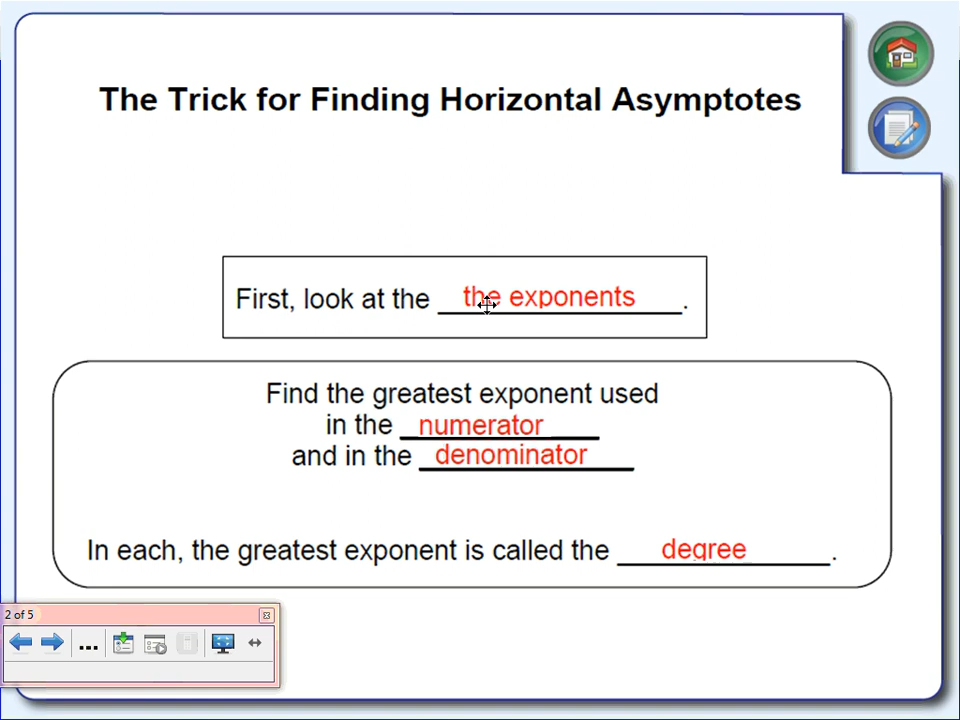 The Trick for Finding Horizontal Asymptotes
First, look at the the exponents.
Find the greatest exponent used
in the numerator
and in the denominator
In each, the greatest exponent is called the degree.
2 of 5
...